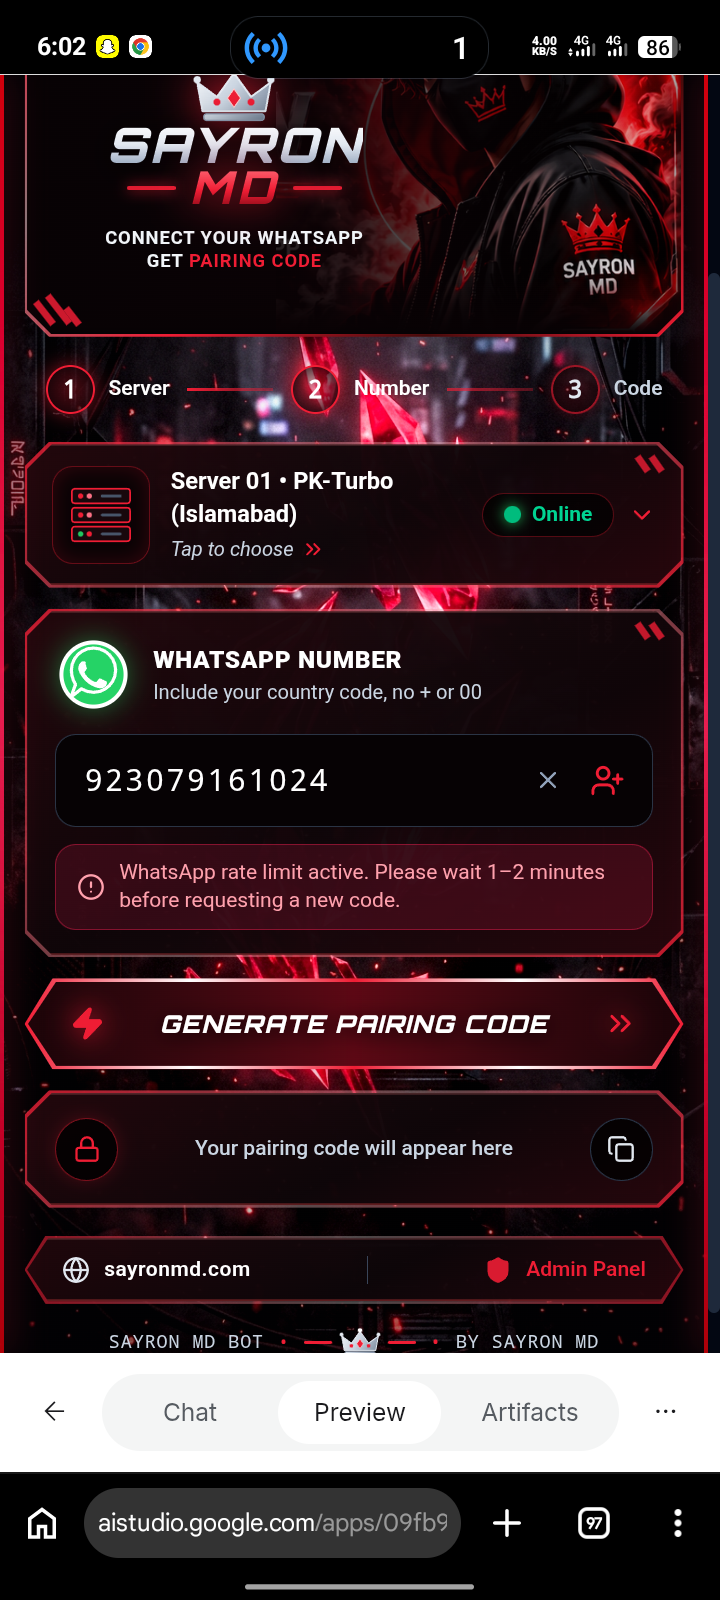 6:02
1
4.00
KB/S
4G
4G
86
SAYRON
MD
CONNECT YOUR WHATSAPP
GET PAIRING CODE
SAYRON
MD
1 Server
2 Number
3 Code
Server 01 • PK-Turbo
(Islamabad)
Tap to choose
Online
WHATSAPP NUMBER
Include your country code, no + or 00
923079161024
WhatsApp rate limit active. Please wait 1–2 minutes
before requesting a new code.
GENERATE PAIRING CODE
Your pairing code will appear here
sayronmd.com
Admin Panel
SAYRON MD BOT • • BY SAYRON MD
Chat
Preview
Artifacts
aistudio.google.com/apps/09fb9
97